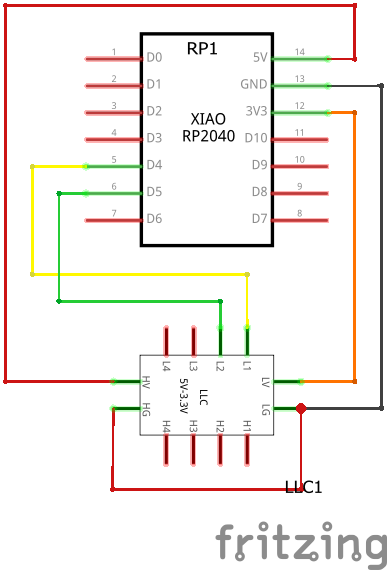 RP1
XIAO
RP2040
1 D0
2 D1
3 D2
4 D3
5 D4
6 D5
7 D6
5V 14
GND 13
3V3 12
D10 11
D9 10
D8 9
D7 8
L4 L3 L2 L1
HV
HG
LLC
5V-3.3V
LV
LG
H4 H3 H2 H1
LLC1
fritzing